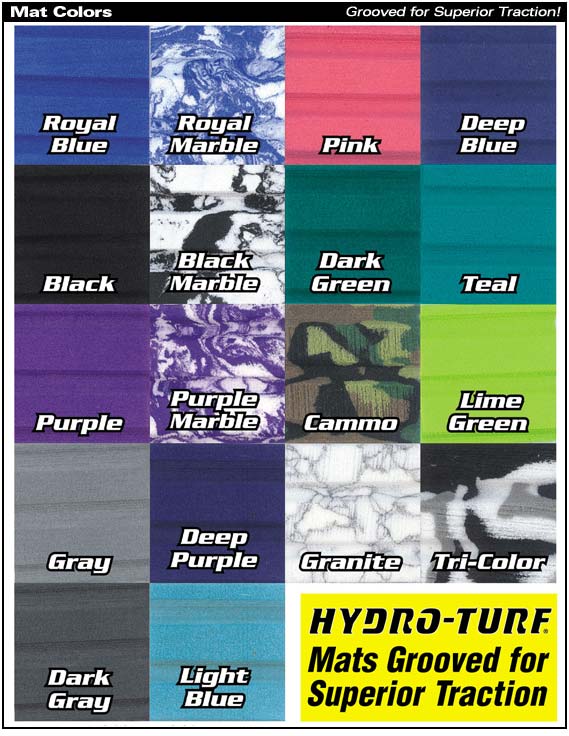 Mat Colors
Grooved for Superior Traction!
Royal
Blue
Royal
Marble
Pink
Deep
Blue
Black
Black
Marble
Dark
Green
Teal
Purple
Purple
Marble
Cammo
Lime
Green
Gray
Deep
Purple
Granite
Tri-Color
Dark
Gray
Light
Blue
HYDRO-TURF®
Mats Grooved for
Superior Traction